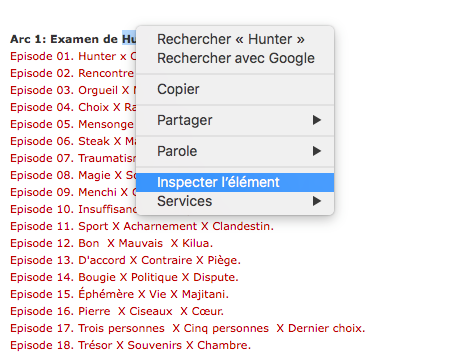 Arc 1: Examen de
Episode 01. Hunter x
Episode 02. Rencontre
Episode 03. Orgueil X
Episode 04. Choix X
Episode 05. Mensonge
Episode 06. Steak X
Episode 07.
Episode 08. Magie X
Episode 09. Menchi
Episode 10.
Episode 11. Sport X Acharnement X Clandestin.
Episode 12. Bon X Mauvais X Kilua.
Episode 13. D'accord X Contraire X Piège.
Episode 14. Bougie X Politique X Dispute.
Episode 15. Éphémère X Vie X Majitani.
Episode 16. Pierre X Ciseaux X Cœur.
Episode 17. Trois personnes X Cinq personnes X Dernier choix.
Episode 18. Trésor X Souvenirs X Chambre.
Rechercher « Hunter »
Rechercher avec Google
Copier
Partager
Parole
Inspecter l'élément
Services